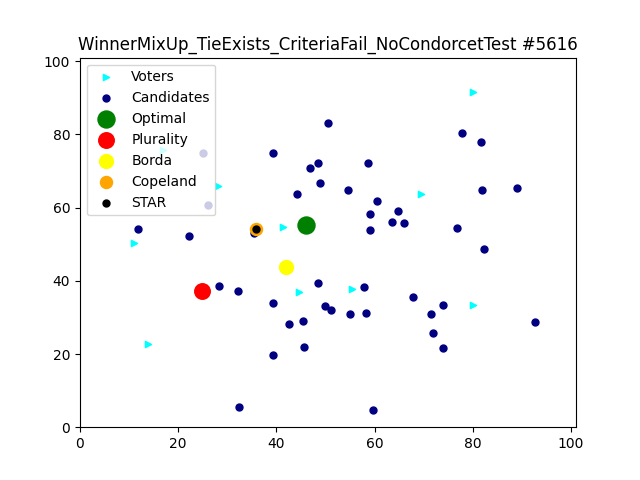 WinnerMixUp_TieExists_CriteriaFail_NoCondorcetTest #5616
100
80
60
40
20
0
Voters
Candidates
Optimal
Plurality
Borda
Copeland
STAR
0 20 40 60 80 100